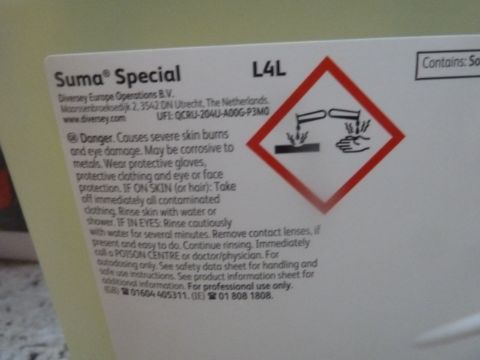 Suma® Special L4L
Diversey Europe Operations B.V.
Maarssenbroeksedijk 2, 3542 DN Utrecht, The Netherlands.
www.diversey.com UFI: QCRU-204U-A00G-P3M0
Contains: So
GB Danger. Causes severe skin burns
and eye damage. May be corrosive to
metals. Wear protective gloves,
protective clothing and eye or face
protection. IF ON SKIN (or hair): Take
off immediately all contaminated
clothing. Rinse skin with water or
shower. IF IN EYES: Rinse cautiously
with water for several minutes. Remove contact lenses, if
present and easy to do. Continue rinsing. Immediately
call a POISON CENTRE or doctor/physician. For
autodosing only. See safety data sheet for handling and
safe use instructions. See product information sheet for
additional information. For professional use only.
(GB) ☎ 01604 405311. (IE) ☎ 01 808 1808.